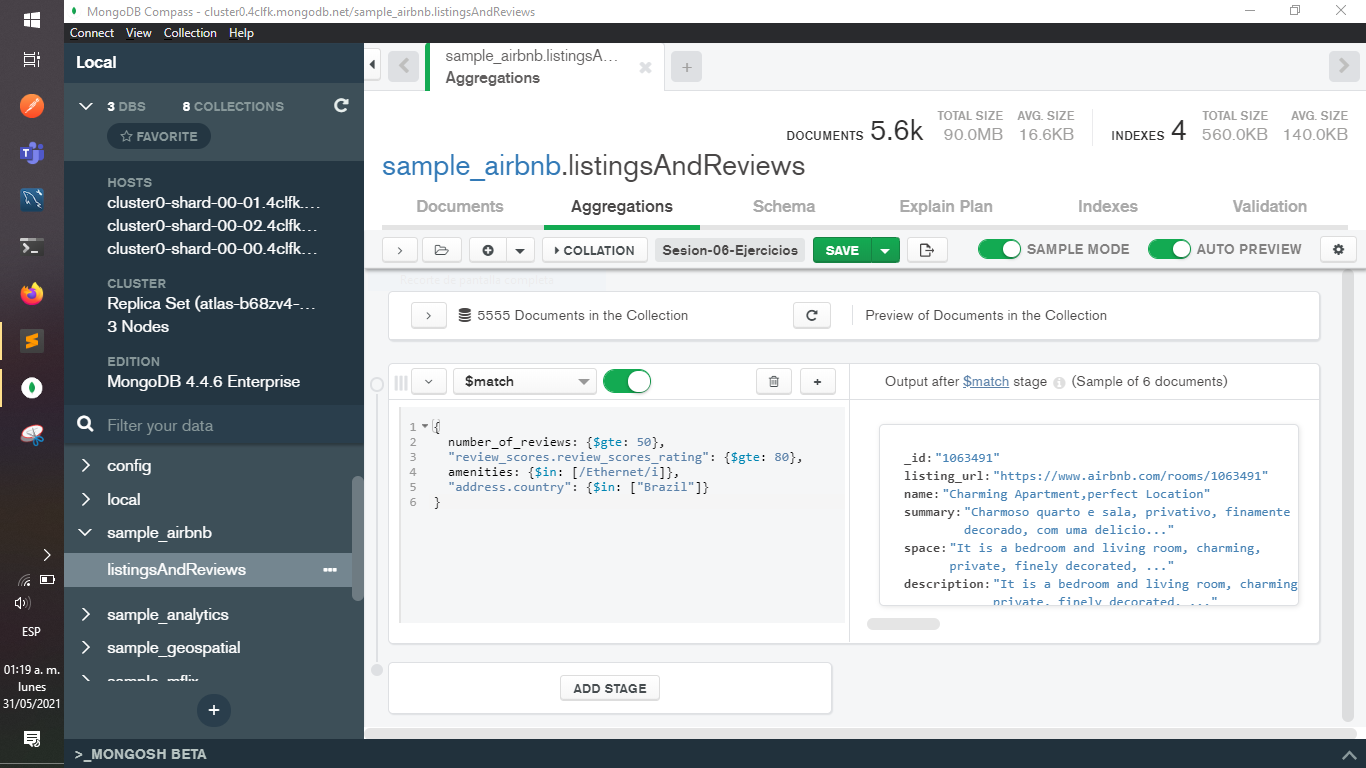 MongoDB Compass - cluster0.4clfk.mongodb.net/sample_airbnb.listingsAndReviews
Connect View Collection Help
Local
3 DBS 8 COLLECTIONS
FAVORITE
HOSTS
cluster0-shard-00-01.4clfk....
cluster0-shard-00-02.4clfk...
cluster0-shard-00-00.4clfk...
CLUSTER
Replica Set (atlas-b68zv4-...
3 Nodes
EDITION
MongoDB 4.4.6 Enterprise
Filter your data
config
local
sample_airbnb
listingsAndReviews
sample_analytics
sample_geospatial
sample_mflix
ESP
01:19 a. m.
lunes
31/05/2021
>_MONGOSH BETA
sample_airbnb.listingsA...
Aggregations
DOCUMENTS 5.6k TOTAL SIZE 90.0MB AVG. SIZE 16.6KB INDEXES 4 TOTAL SIZE 560.0KB AVG. SIZE 140.0KB
sample_airbnb.listingsAndReviews
Documents Aggregations Schema Explain Plan Indexes Validation
COLLATION Sesion-06-Ejercicios SAVE SAMPLE MODE AUTO PREVIEW
5555 Documents in the Collection Preview of Documents in the Collection
$match
Output after $match stage (Sample of 6 documents)
1 {
2 number_of_reviews: {$gte: 50},
3 "review_scores.review_scores_rating": {$gte: 80},
4 amenities: {$in: [/Ethernet/i]},
5 "address.country": {$in: ["Brazil"]}
6 }
_id: "1063491"
listing_url: "https://www.airbnb.com/rooms/1063491"
name: "Charming Apartment,perfect Location"
summary: "Charmoso quarto e sala, privativo, finamente
decorado, com uma delicio..."
space: "It is a bedroom and living room, charming,
private, finely decorated, ..."
description: "It is a bedroom and living room, charming
private, finely decorated, ..."
ADD STAGE